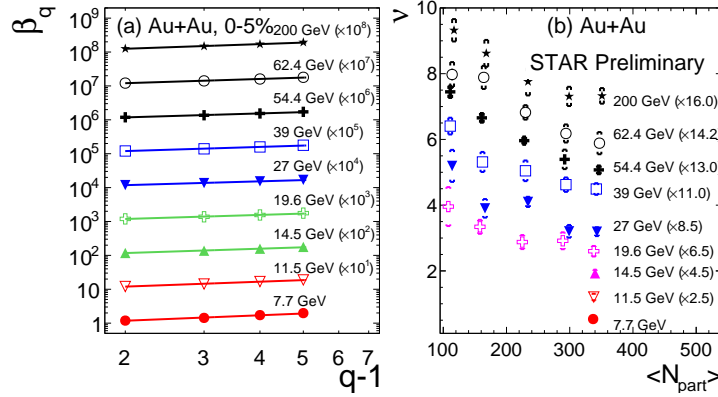 β_q
(a) Au+Au, 0-5%
10^8
10^7
10^6
10^5
10^4
10^3
10^2
10
1
200 GeV (×10^8)
62.4 GeV (×10^7)
54.4 GeV (×10^6)
39 GeV (×10^5)
27 GeV (×10^4)
19.6 GeV (×10^3)
14.5 GeV (×10^2)
11.5 GeV (×10^1)
7.7 GeV
2 3 4 5 6 7
q-1
ν
(b) Au+Au
STAR Preliminary
10
8
6
4
2
200 GeV (×16.0)
62.4 GeV (×14.2)
54.4 GeV (×13.0)
39 GeV (×11.0)
27 GeV (×8.5)
19.6 GeV (×6.5)
14.5 GeV (×4.5)
11.5 GeV (×2.5)
7.7 GeV
100 200 300 400 500
<N_part>